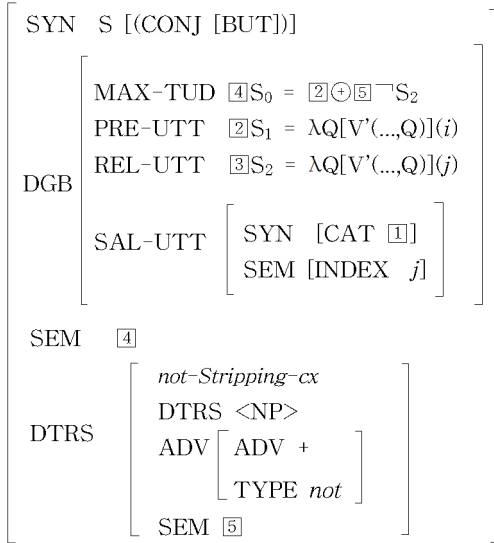 SYN S [(CONJ [BUT])]
MAX-TUD 4S₀ = 2⊕5¬S₂
PRE-UTT 2S₁ = λQ[V'(...,Q)](i)
REL-UTT 3S₂ = λQ[V'(...,Q)](j)
DGB
SAL-UTT
SYN [CAT 1]
SEM [INDEX j]
SEM 4
not-Stripping-cx
DTRS <NP>
DTRS
ADV
ADV +
TYPE not
SEM 5